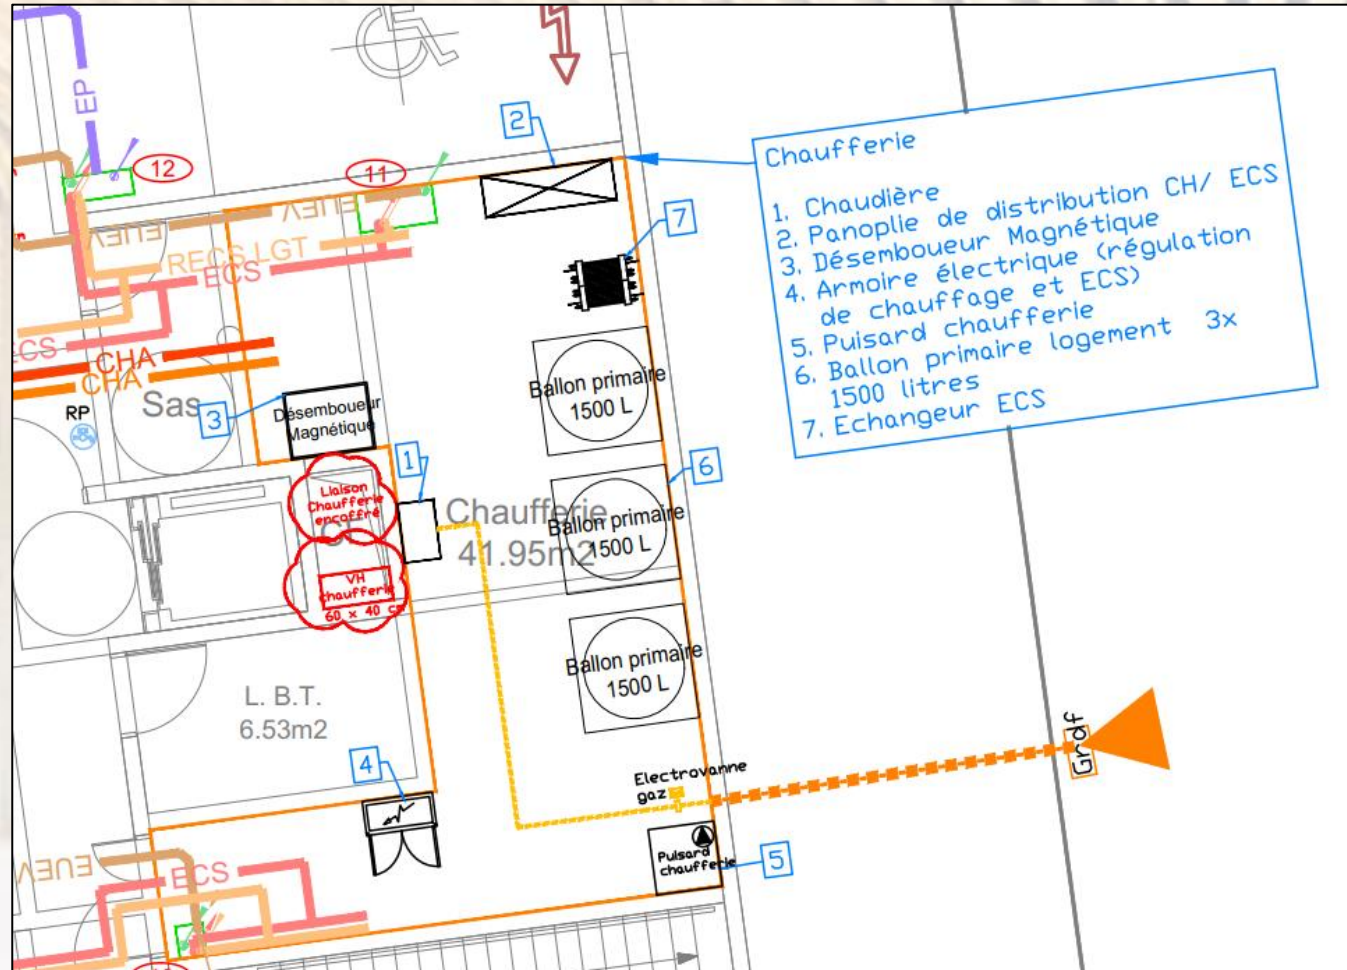 EP
2
12
11
EUEV
EUEV
RECS LGT
ECS
ECS
CHA
CHA
Sas
RP
3
Désemboueur
Magnétique
1
Liaison
Chaufferie
encoffré
CF
VH
chaufferie
60 x 40 cm
Chaufferie
41.95m2
7
Ballon primaire
1500 L
6
Ballon primaire
1500 L
Ballon primaire
1500 L
L. B.T.
6.53m2
4
Electrovanne
gaz
Puisard
chaufferie
5
Grdf
EUEV
ECS
Chaufferie
1. Chaudière
2. Panoplie de distribution CH/ ECS
3. Désemboueur Magnétique
4. Armoire électrique (régulation
de chauffage et ECS)
5. Puisard chaufferie
6. Ballon primaire logement 3x
1500 litres
7. Echangeur ECS